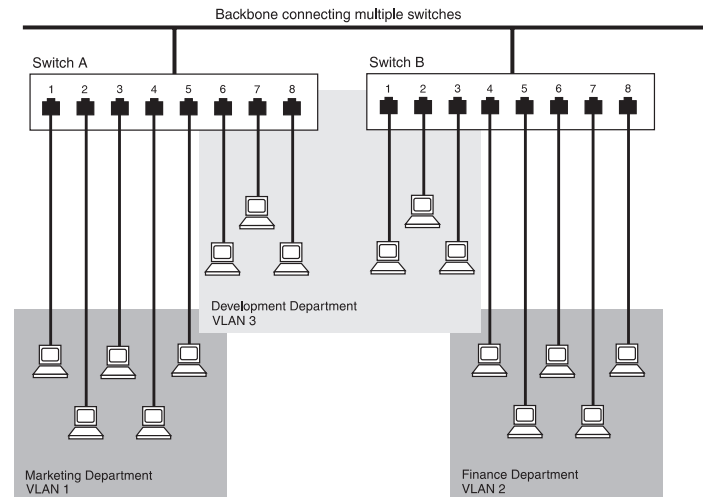 Backbone connecting multiple switches
Switch A
1 2 3 4 5 6 7 8
Switch B
1 2 3 4 5 6 7 8
Development Department
VLAN 3
Marketing Department
VLAN 1
Finance Department
VLAN 2